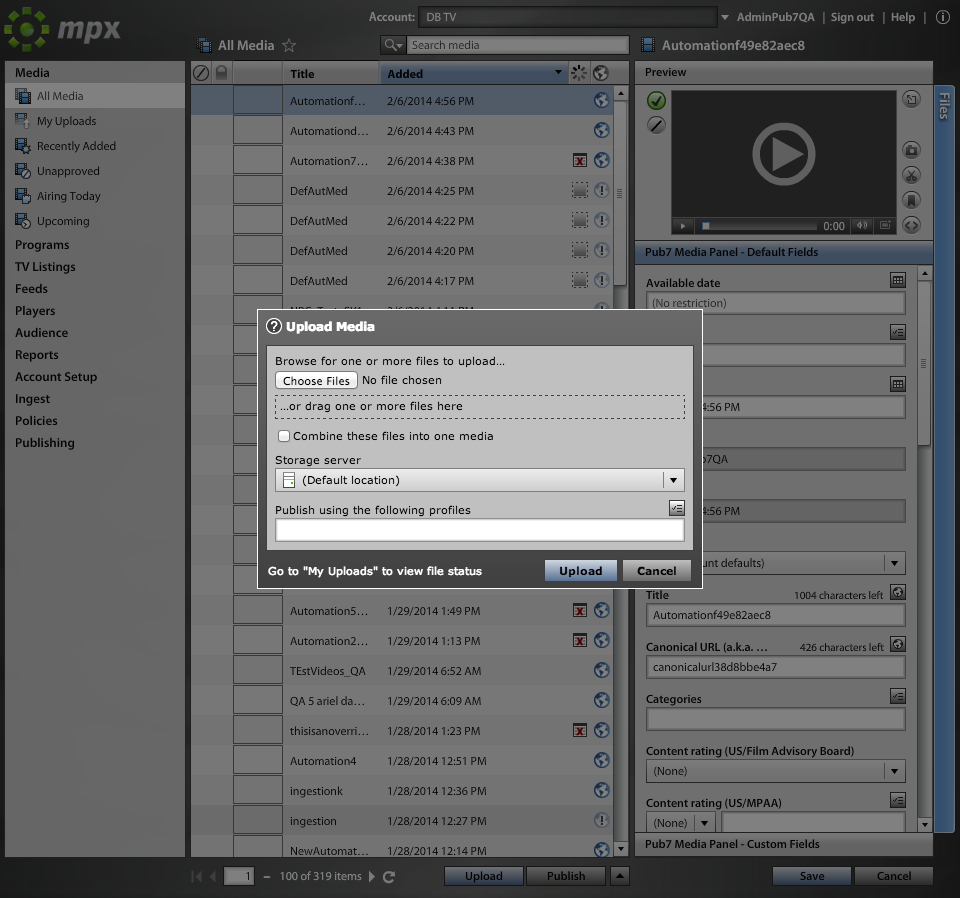 mpx
Account: DB TV AdminPub7QA | Sign out | Help |
All Media
Search media
Automationf49e82aec8
Media
All Media
My Uploads
Recently Added
Unapproved
Airing Today
Upcoming
Programs
TV Listings
Feeds
Players
Audience
Reports
Account Setup
Ingest
Policies
Publishing
Title Added
Automationf... 2/6/2014 4:56 PM
Automationd... 2/6/2014 4:43 PM
Automation7... 2/6/2014 4:38 PM
DefAutMed 2/6/2014 4:25 PM
DefAutMed 2/6/2014 4:22 PM
DefAutMed 2/6/2014 4:20 PM
DefAutMed 2/6/2014 4:17 PM
Upload Media
Browse for one or more files to upload...
Choose Files No file chosen
...or drag one or more files here
Combine these files into one media
Storage server
(Default location)
Publish using the following profiles
Go to "My Uploads" to view file status
Upload Cancel
Automation5... 1/29/2014 1:49 PM
Automation2... 1/29/2014 1:13 PM
TEstVideos_QA 1/29/2014 6:52 AM
QA 5 ariel da... 1/29/2014 6:09 AM
thisisanoverri... 1/28/2014 1:23 PM
Automation4 1/28/2014 12:51 PM
ingestionk 1/28/2014 12:36 PM
ingestion 1/28/2014 12:27 PM
NewAutomat... 1/28/2014 12:14 PM
1 – 100 of 319 items
Upload Publish
Preview
Files
0:00
Pub7 Media Panel - Default Fields
Available date
(No restriction)
4:56 PM
b7QA
4:56 PM
unt defaults)
Title 1004 characters left
Automationf49e82aec8
Canonical URL (a.k.a. ... 426 characters left
canonicalurl38d8bbe4a7
Categories
Content rating (US/Film Advisory Board)
(None)
Content rating (US/MPAA)
(None)
Pub7 Media Panel - Custom Fields
Save Cancel